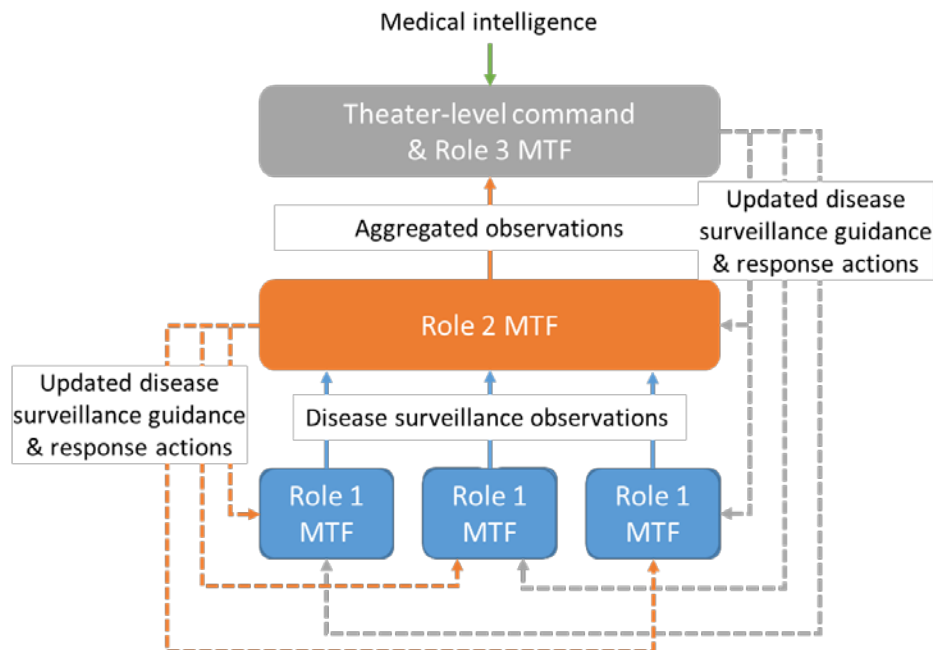 Medical intelligence
Theater-level command
& Role 3 MTF
Updated disease
surveillance guidance
& response actions
Aggregated observations
Role 2 MTF
Updated disease
surveillance guidance
& response actions
Disease surveillance observations
Role 1
MTF
Role 1
MTF
Role 1
MTF